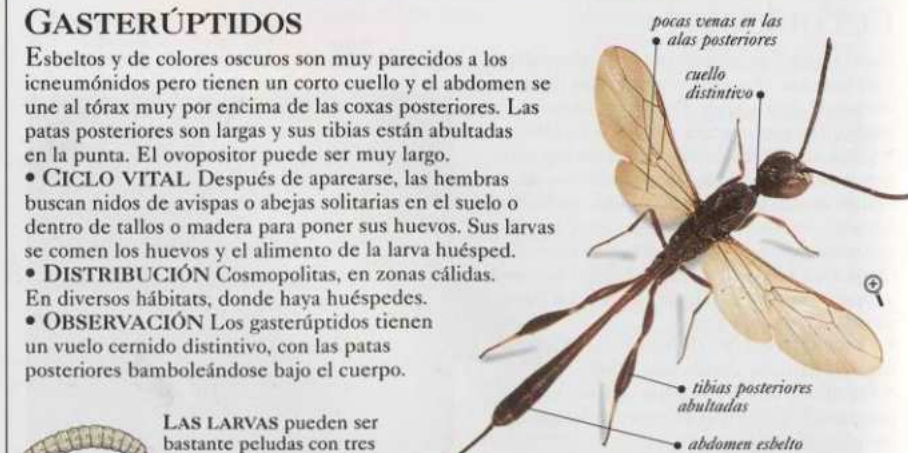 GASTERÚPTIDOS
Esbeltos y de colores oscuros son muy parecidos a los
icneumónidos pero tienen un corto cuello y el abdomen se
une al tórax muy por encima de las coxas posteriores. Las
patas posteriores son largas y sus tibias están abultadas
en la punta. El ovopositor puede ser muy largo.
• CICLO VITAL Después de aparearse, las hembras
buscan nidos de avispas o abejas solitarias en el suelo o
dentro de tallos o madera para poner sus huevos. Sus larvas
se comen los huevos y el alimento de la larva huésped.
• DISTRIBUCIÓN Cosmopolitas, en zonas cálidas.
En diversos hábitats, donde haya huéspedes.
• OBSERVACIÓN Los gasterúptidos tienen
un vuelo cernido distintivo, con las patas
posteriores bamboleándose bajo el cuerpo.
LAS LARVAS pueden ser
bastante peludas con tres
pocas venas en las
alas posteriores
cuello
distintivo
tibias posteriores
abultadas
abdomen esbelto